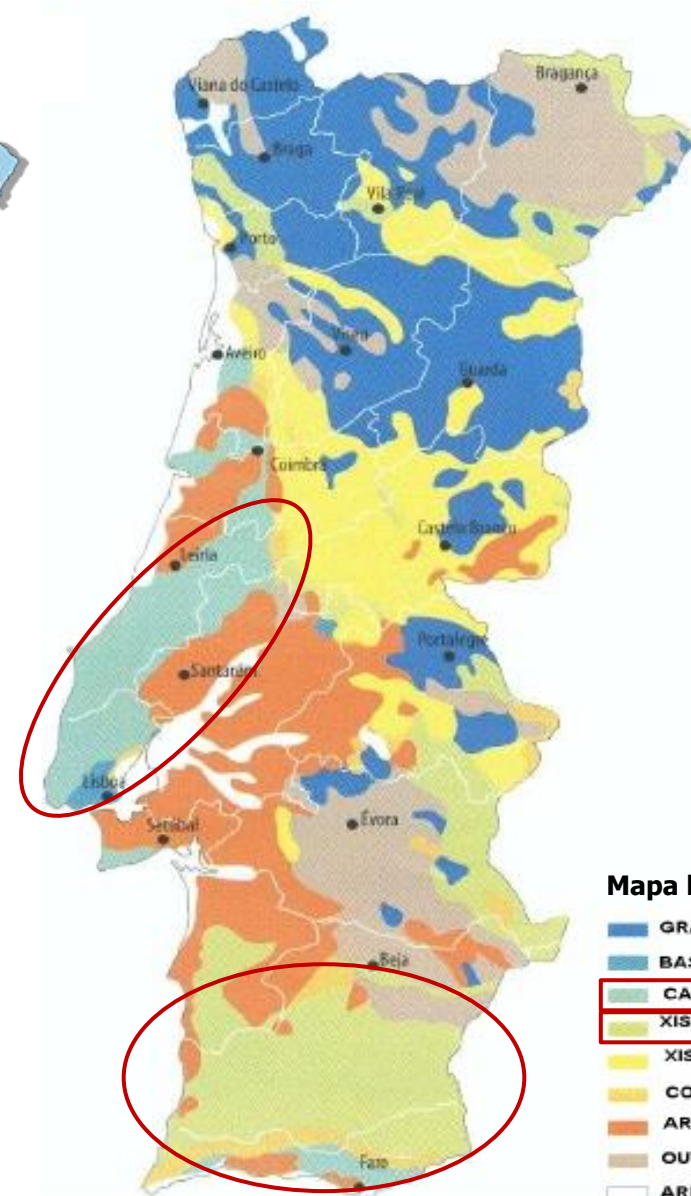 Bragança
Viana do Castelo
Braga
Vila Real
Porto
Viseu
Aveiro
Guarda
Coimbra
Castelo Branco
Leiria
Portalegre
Santarém
Lisboa
Setúbal
Évora
Mapa
Beja
GRA
BAS
CA
XIS
XIS
CO
AR
OU
Faro
ARE